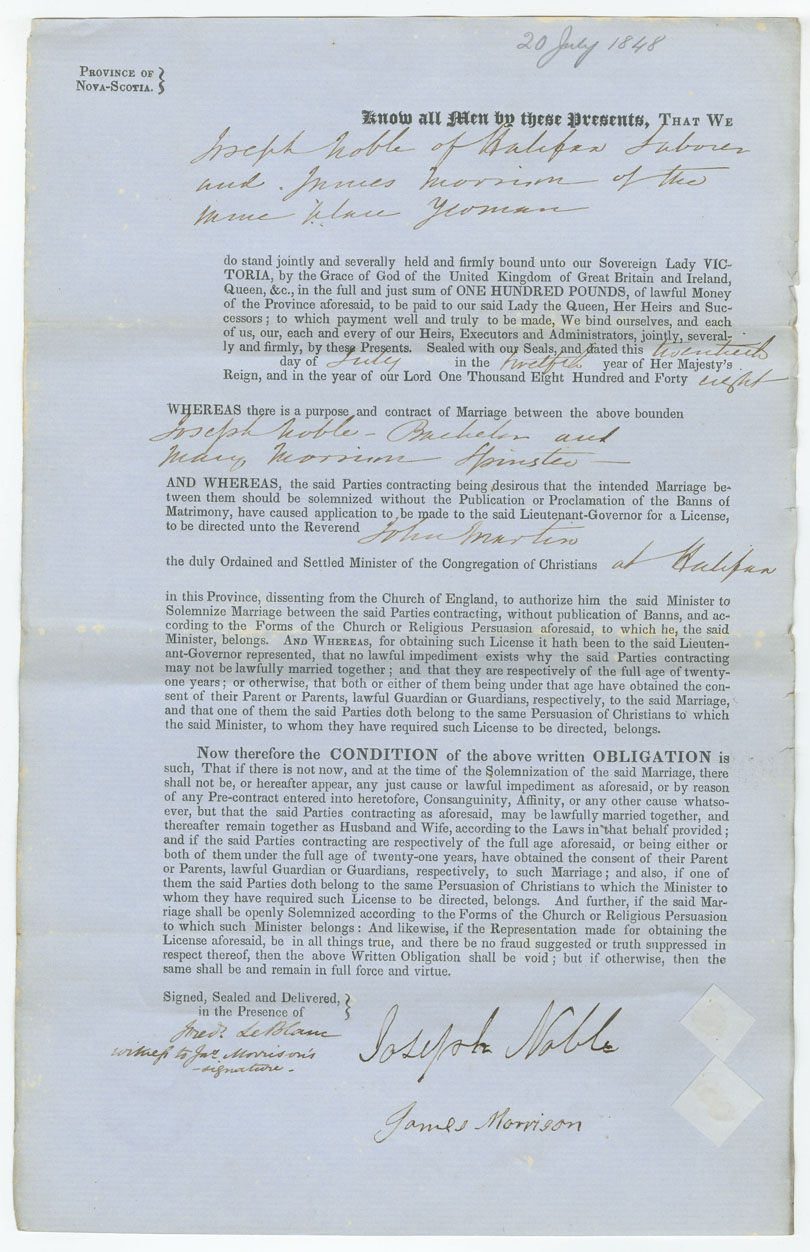 20 July 1848
PROVINCE OF
NOVA-SCOTIA.
Know all Men by these Presents, THAT WE
Joseph Noble of Halifax Laborer
and James Morrison of the
same place Yeoman
do stand jointly and severally held and firmly bound unto our Sovereign Lady VIC-
TORIA, by the Grace of God of the United Kingdom of Great Britain and Ireland,
Queen, &c., in the full and just sum of ONE HUNDRED POUNDS, of lawful Money
of the Province aforesaid, to be paid to our said Lady the Queen, Her Heirs and Suc-
cessors; to which payment well and truly to be made, We bind ourselves, and each
of us, our, each and every of our Heirs, Executors and Administrators, jointly, several-
ly and firmly, by these Presents. Sealed with our Seals, and dated this twentieth
day of July in the twelfth year of Her Majesty's
Reign, and in the year of our Lord One Thousand Eight Hundred and Forty eight
WHEREAS there is a purpose and contract of Marriage between the above bounden
Joseph Noble - Bachelor and
Mary Morrison Spinster —
AND WHEREAS, the said Parties contracting being desirous that the intended Marriage be-
tween them should be solemnized without the Publication or Proclamation of the Banns of
Matrimony, have caused application to be made to the said Lieutenant-Governor for a License,
to be directed unto the Reverend John Martin
the duly Ordained and Settled Minister of the Congregation of Christians at Halifax
in this Province, dissenting from the Church of England, to authorize him the said Minister to
Solemnize Marriage between the said Parties contracting, without publication of Banns, and ac-
cording to the Forms of the Church or Religious Persuasion aforesaid, to which he, the said
Minister, belongs. AND WHEREAS, for obtaining such License it hath been to the said Lieuten-
ant-Governor represented, that no lawful impediment exists why the said Parties contracting
may not be lawfully married together; and that they are respectively of the full age of twenty-
one years; or otherwise, that both or either of them being under that age have obtained the con-
sent of their Parent or Parents, lawful Guardian or Guardians, respectively, to the said Marriage,
and that one of them the said Parties doth belong to the same Persuasion of Christians to which
the said Minister, to whom they have required such License to be directed, belongs.
Now therefore the CONDITION of the above written OBLIGATION is
such, That if there is not now, and at the time of the Solemnization of the said Marriage, there
shall not be, or hereafter appear, any just cause or lawful impediment as aforesaid, or by reason
of any Pre-contract entered into heretofore, Consanguinity, Affinity, or any other cause whatso-
ever, but that the said Parties contracting as aforesaid, may be lawfully married together, and
thereafter remain together as Husband and Wife, according to the Laws in that behalf provided;
and if the said Parties contracting are respectively of the full age aforesaid, or being either or
both of them under the full age of twenty-one years, have obtained the consent of their Parent
or Parents, lawful Guardian or Guardians, respectively, to such Marriage; and also, if one of
them the said Parties doth belong to the same Persuasion of Christians to which the Minister to
whom they have required such License to be directed, belongs. And further, if the said Mar-
riage shall be openly Solemnized according to the Forms of the Church or Religious Persuasion
to which such Minister belongs: And likewise, if the Representation made for obtaining the
License aforesaid, be in all things true, and there be no fraud suggested or truth suppressed in
respect thereof, then the above Written Obligation shall be void; but if otherwise, then the
same shall be and remain in full force and virtue.
Signed, Sealed and Delivered,
in the Presence of
Fredk. LeBlanc
witness to Jas. Morrison's
- signature. -
Joseph Noble
James Morrison